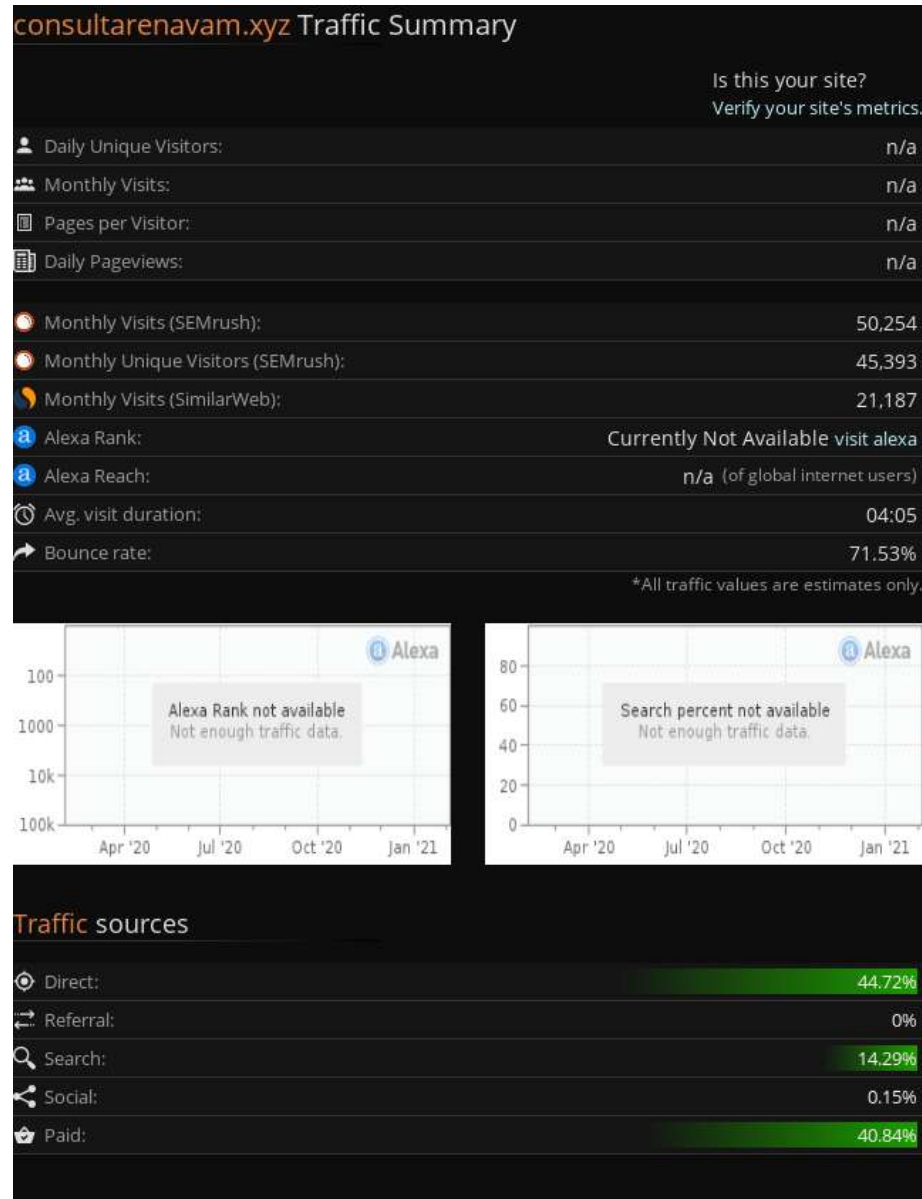 consultarenavam.xyz Traffic Summary
Is this your site?
Verify your site's metrics.
Daily Unique Visitors: n/a
Monthly Visits: n/a
Pages per Visitor: n/a
Daily Pageviews: n/a
Monthly Visits (SEMrush): 50,254
Monthly Unique Visitors (SEMrush): 45,393
Monthly Visits (SimilarWeb): 21,187
Alexa Rank: Currently Not Available visit alexa
Alexa Reach: n/a (of global internet users)
Avg. visit duration: 04:05
Bounce rate: 71.53%
*All traffic values are estimates only.
Alexa
100
1000
10k
100k
Alexa Rank not available
Not enough traffic data.
Apr '20 Jul '20 Oct '20 Jan '21
Alexa
80
60
40
20
0
Search percent not available
Not enough traffic data.
Apr '20 Jul '20 Oct '20 Jan '21
Traffic sources
Direct: 44.72%
Referral: 0%
Search: 14.29%
Social: 0.15%
Paid: 40.84%